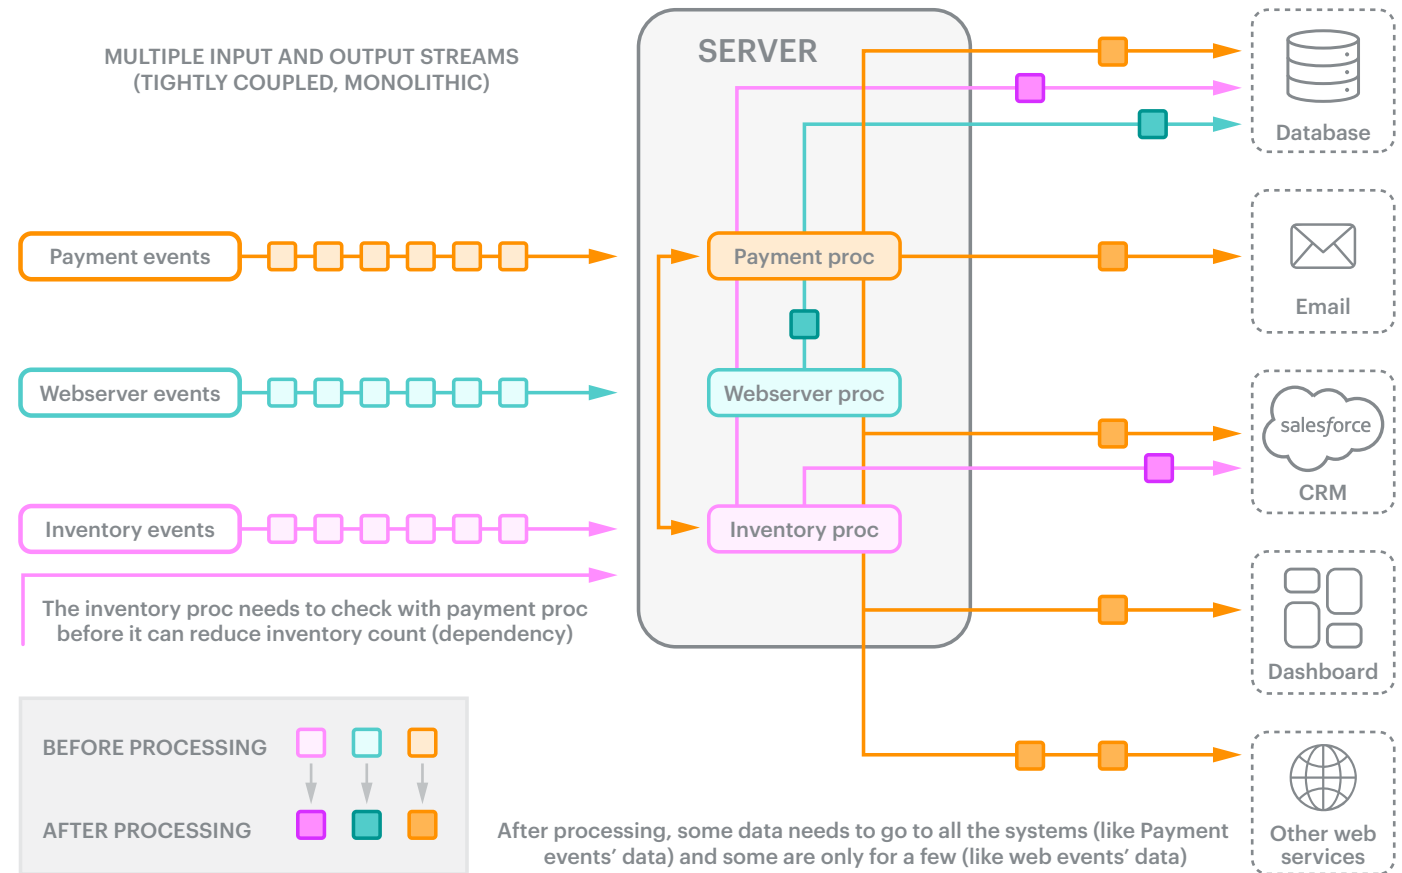 MULTIPLE INPUT AND OUTPUT STREAMS
(TIGHTLY COUPLED, MONOLITHIC)
SERVER
Database
Payment events
Payment proc
Email
Webserver events
Webserver proc
salesforce
CRM
Inventory events
Inventory proc
The inventory proc needs to check with payment proc
before it can reduce inventory count (dependency)
Dashboard
BEFORE PROCESSING
AFTER PROCESSING
After processing, some data needs to go to all the systems (like Payment
events’ data) and some are only for a few (like web events’ data)
Other web
services